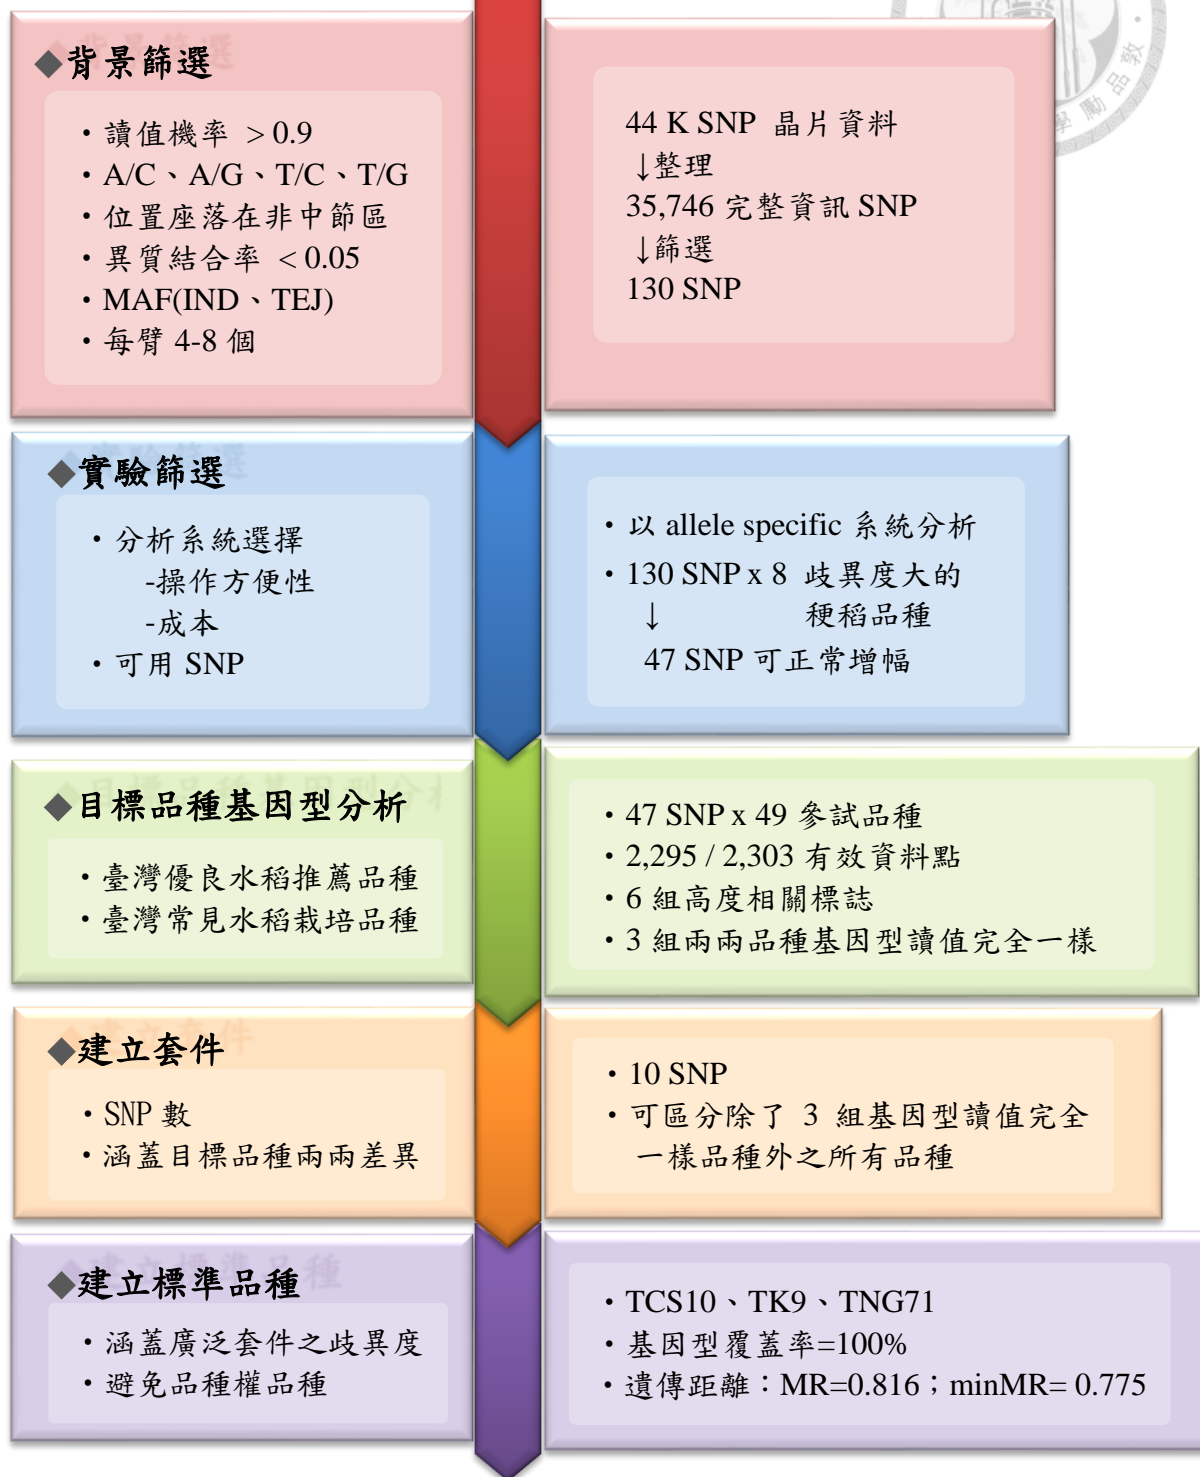 ◆背景篩選
・讀值機率 > 0.9
・A/C、A/G、T/C、T/G
・位置座落在非中節區
・異質結合率 < 0.05
・MAF(IND、TEJ)
・每臂 4-8 個
44 K SNP 晶片資料
↓整理
35,746 完整資訊 SNP
↓篩選
130 SNP
◆實驗篩選
・分析系統選擇
-操作方便性
-成本
・可用 SNP
・以 allele specific 系統分析
・130 SNP x 8 歧異度大的
↓ 稉稻品種
47 SNP 可正常增幅
◆目標品種基因型分析
・臺灣優良水稻推薦品種
・臺灣常見水稻栽培品種
・47 SNP x 49 參試品種
・2,295 / 2,303 有效資料點
・6 組高度相關標誌
・3 組兩兩品種基因型讀值完全一樣
◆建立套件
・SNP 數
・涵蓋目標品種兩兩差異
・10 SNP
・可區分除了 3 組基因型讀值完全
一樣品種外之所有品種
◆建立標準品種
・涵蓋廣泛套件之歧異度
・避免品種權品種
・TCS10、TK9、TNG71
・基因型覆蓋率=100%
・遺傳距離：MR=0.816；minMR= 0.775
學勵品敦